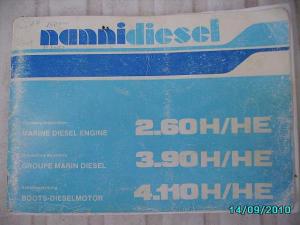 nannidiesel
MARINE DIESEL ENGINE 2.60H/HE
GROUPE MARIN DIESEL 3.90H/HE
BOOTS-DIESELMOTOR 4.110H/HE
14/09/2010